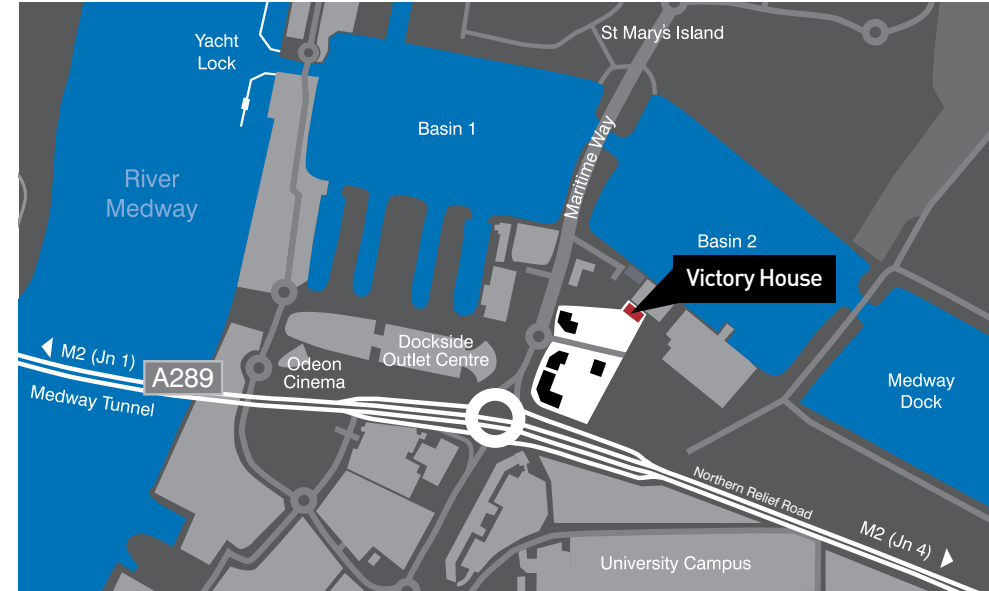 St Mary's Island
Yacht
Lock
Basin 1
Maritime Way
River
Medway
Basin 2
Victory House
Dockside
Outlet Centre
M2 (Jn 1)
A289
Odeon
Cinema
Medway Tunnel
Medway
Dock
Northern Relief Road
M2 (Jn 4)
University Campus